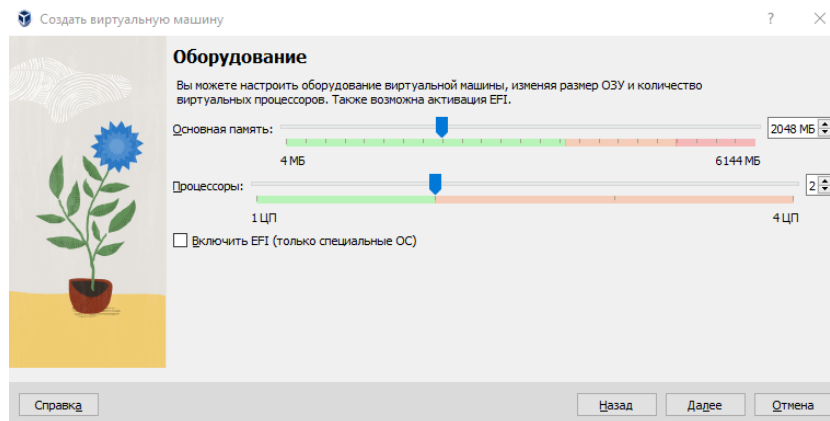 Создать виртуальную машину
Оборудование
Вы можете настроить оборудование виртуальной машины, изменяя размер ОЗУ и количество
виртуальных процессоров. Также возможна активация EFI.
Основная память: 2048 МБ
4 МБ 6144 МБ
Процессоры: 2
1 ЦП 4 ЦП
Включить EFI (только специальные ОС)
Справка Назад Далее Отмена